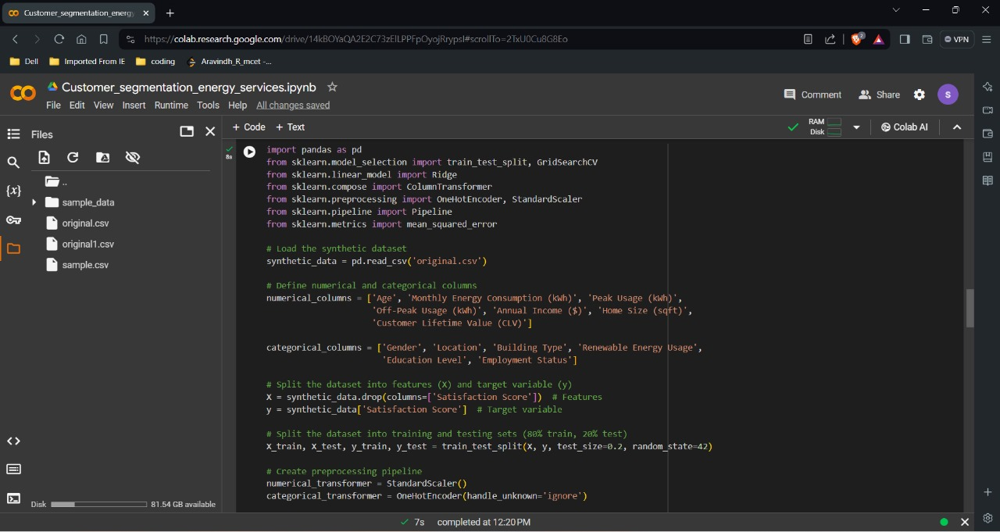 Customer_segmentation_energy
https://colab.research.google.com/drive/14kBOYaQA2E2C73zEILPPFpOyojRrypsI#scrollTo=2TxU0Cu8G8Eo
2
VPN
Dell
Imported From IE
coding
Aravindh_R_mcet -...
CO
Customer_segmentation_energy_services.ipynb
File Edit View Insert Runtime Tools Help All changes saved
Comment
Share
S
Files
+ Code + Text
RAM
Disk
Colab AI
{x}
..
sample_data
original.csv
original1.csv
sample.csv
Disk
81.54 GB available
8s
import pandas as pd
from sklearn.model_selection import train_test_split, GridSearchCV
from sklearn.linear_model import Ridge
from sklearn.compose import ColumnTransformer
from sklearn.preprocessing import OneHotEncoder, StandardScaler
from sklearn.pipeline import Pipeline
from sklearn.metrics import mean_squared_error
# Load the synthetic dataset
synthetic_data = pd.read_csv('original.csv')
# Define numerical and categorical columns
numerical_columns = ['Age', 'Monthly Energy Consumption (kWh)', 'Peak Usage (kWh)',
'Off-Peak Usage (kWh)', 'Annual Income ($)', 'Home Size (sqft)',
'Customer Lifetime Value (CLV)']
categorical_columns = ['Gender', 'Location', 'Building Type', 'Renewable Energy Usage',
'Education Level', 'Employment Status']
# Split the dataset into features (X) and target variable (y)
X = synthetic_data.drop(columns=['Satisfaction Score']) # Features
y = synthetic_data['Satisfaction Score'] # Target variable
# Split the dataset into training and testing sets (80% train, 20% test)
X_train, X_test, y_train, y_test = train_test_split(X, y, test_size=0.2, random_state=42)
# Create preprocessing pipeline
numerical_transformer = StandardScaler()
categorical_transformer = OneHotEncoder(handle_unknown='ignore')
7s completed at 12:20 PM